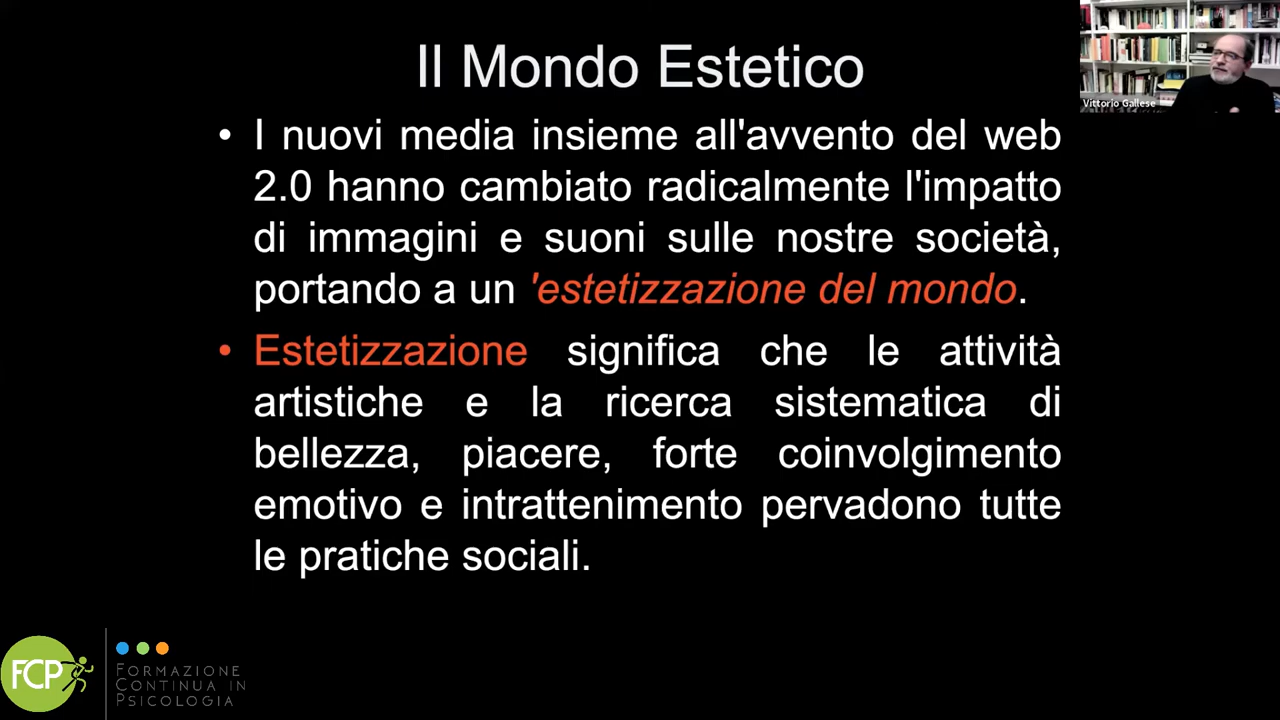 Il Mondo Estetico
Vittorio Gallese
• I nuovi media insieme all'avvento del web
2.0 hanno cambiato radicalmente l'impatto
di immagini e suoni sulle nostre società,
portando a un 'estetizzazione del mondo.
• Estetizzazione significa che le attività
artistiche e la ricerca sistematica di
bellezza, piacere, forte coinvolgimento
emotivo e intrattenimento pervadono tutte
le pratiche sociali.
FCP
FORMAZIONE
CONTINUA IN
PSICOLOGIA